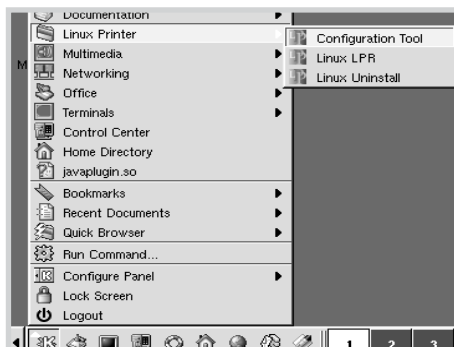 Documentation
Linux Printer
Configuration Tool
M
Multimedia
Linux LPR
Networking
Linux Uninstall
Office
Terminals
Control Center
Home Directory
javaplugin.so
Bookmarks
Recent Documents
Quick Browser
Run Command...
Configure Panel
Lock Screen
Logout
1
2
3